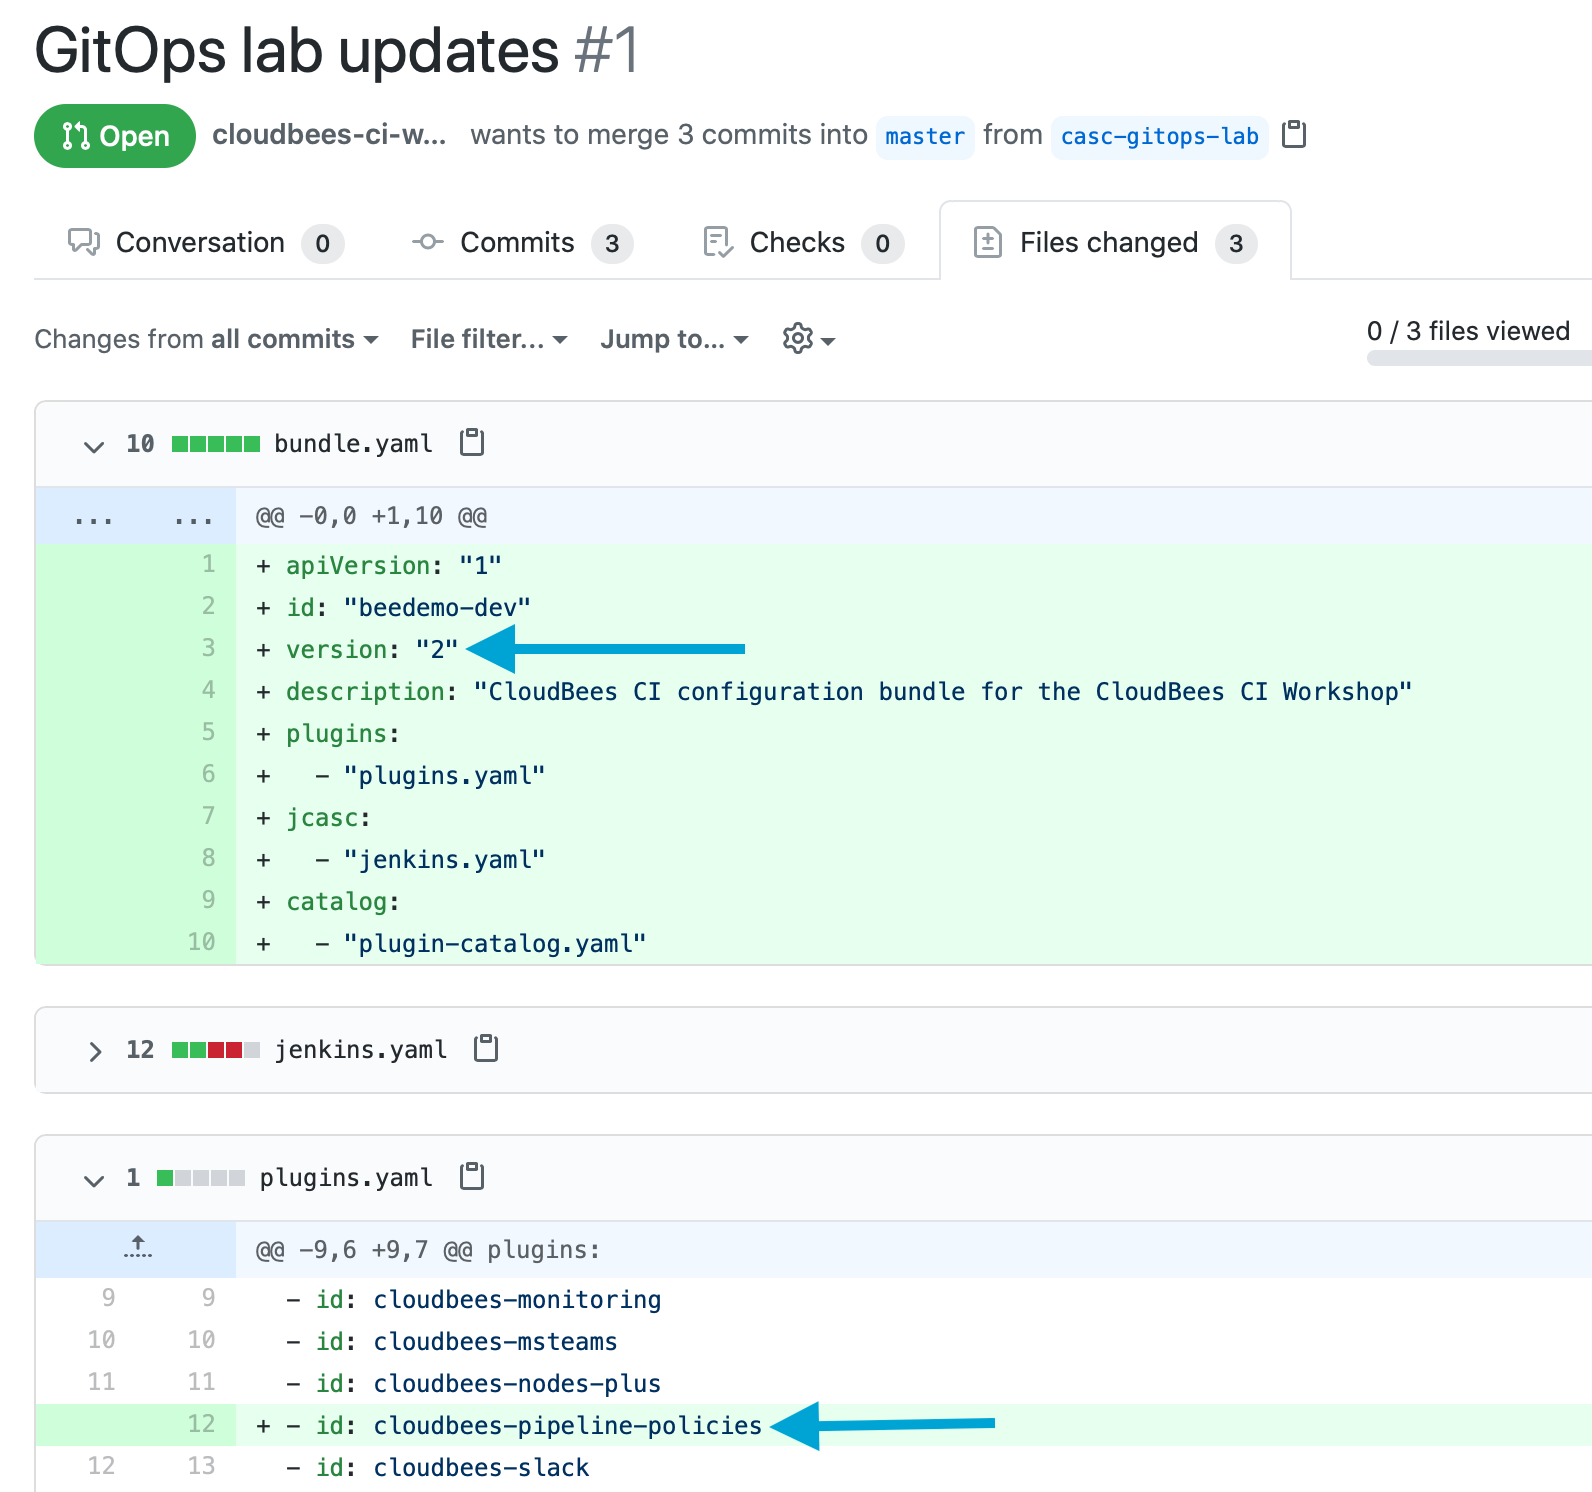 GitOps lab updates #1
Open cloudbees-ci-w... wants to merge 3 commits into master from casc-gitops-lab
Conversation 0 Commits 3 Checks 0 Files changed 3
Changes from all commits File filter... Jump to... 0 / 3 files viewed
10 bundle.yaml
... ... @@ -0,0 +1,10 @@
1 + apiVersion: "1"
2 + id: "beedemo-dev"
3 + version: "2"
4 + description: "CloudBees CI configuration bundle for the CloudBees CI Workshop"
5 + plugins:
6 +   - "plugins.yaml"
7 + jcasc:
8 +   - "jenkins.yaml"
9 + catalog:
10 +   - "plugin-catalog.yaml"
12 jenkins.yaml
1 plugins.yaml
@@ -9,6 +9,7 @@ plugins:
9 9 - id: cloudbees-monitoring
10 10 - id: cloudbees-msteams
11 11 - id: cloudbees-nodes-plus
12 + - id: cloudbees-pipeline-policies
12 13 - id: cloudbees-slack